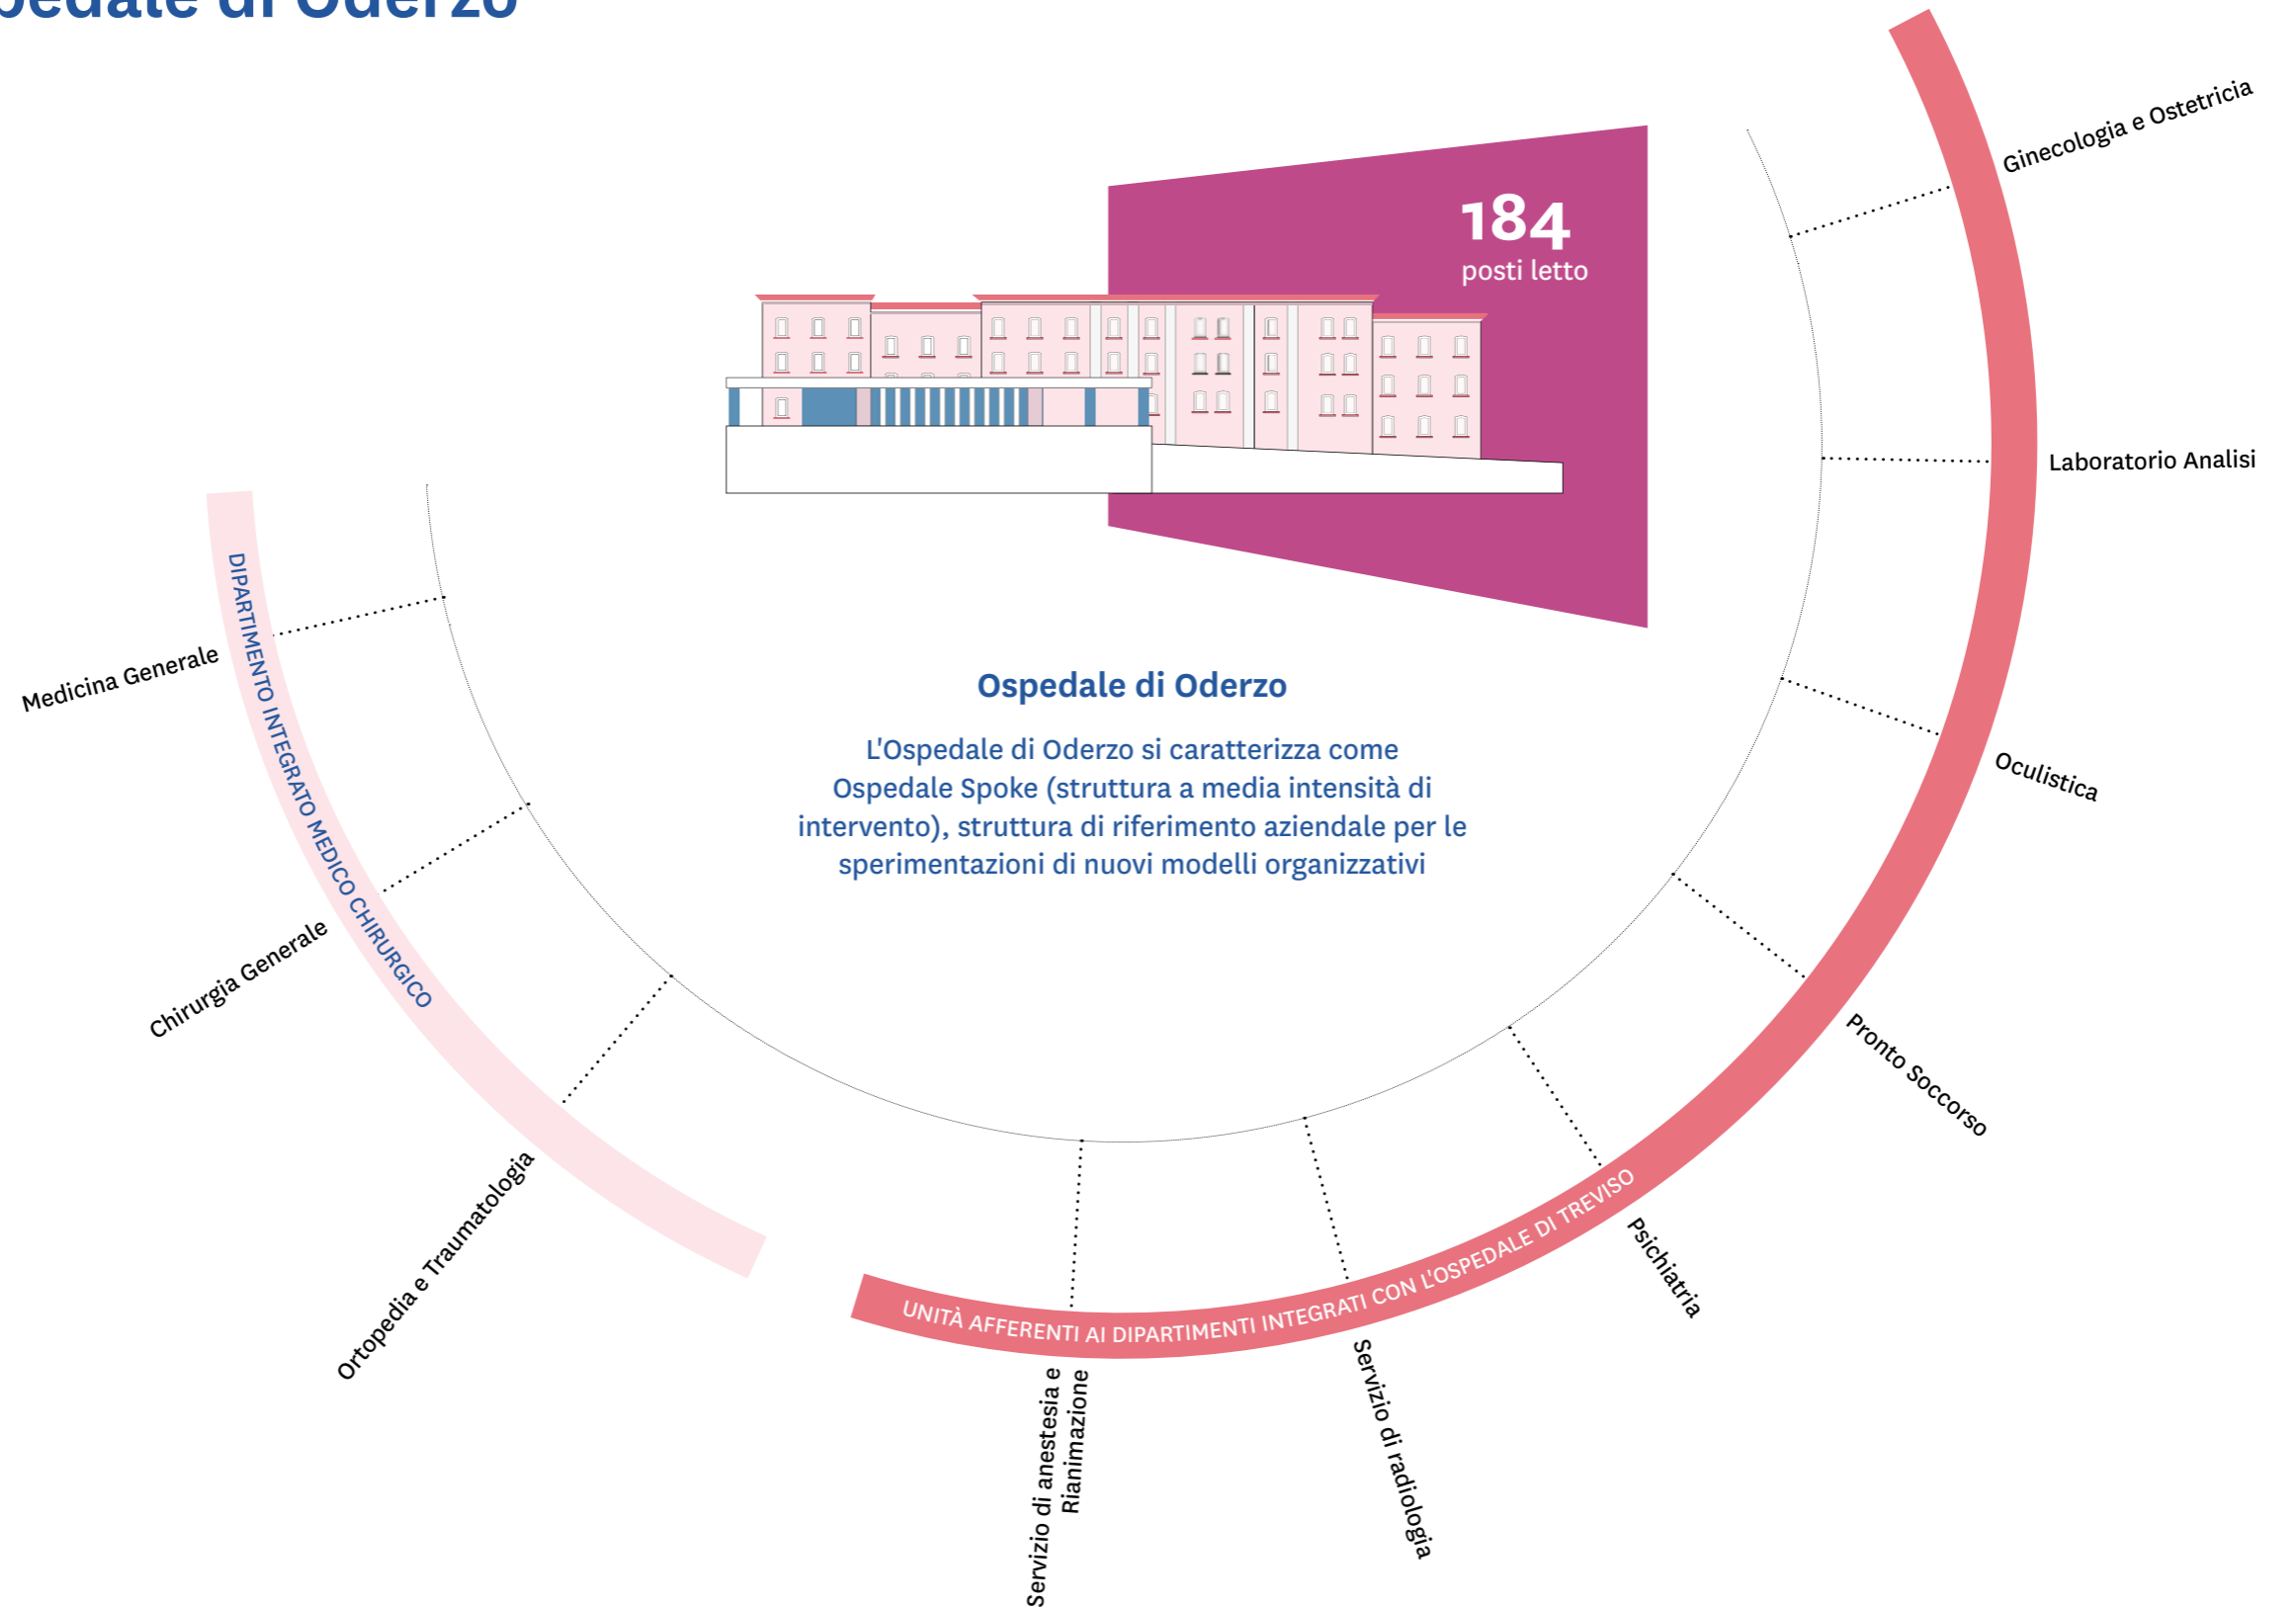 pedale di Oderzo
184
posti letto
Ospedale di Oderzo
L'Ospedale di Oderzo si caratterizza come
Ospedale Spoke (struttura a media intensità di
intervento), struttura di riferimento aziendale per le
sperimentazioni di nuovi modelli organizzativi
DIPARTIMENTO INTEGRATO MEDICO CHIRURGICO
Medicina Generale
Chirurgia Generale
Ortopedia e Traumatologia
UNITÀ AFFERENTI AI DIPARTIMENTI INTEGRATI CON L'OSPEDALE DI TREVISO
Servizio di anestesia e
Rianimazione
Servizio di radiologia
Psichiatria
Pronto Soccorso
Oculistica
Laboratorio Analisi
Ginecologia e Ostetricia